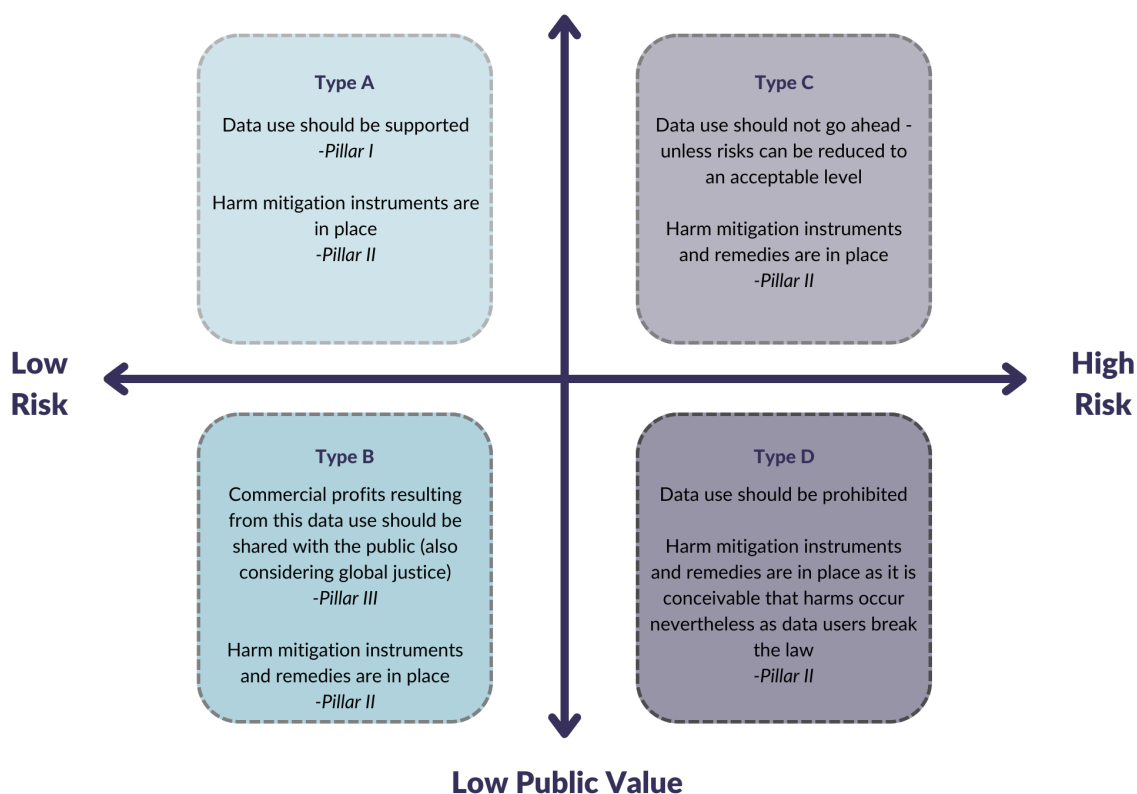 Type A
Data use should be supported
-Pillar I
Harm mitigation instruments are
in place
-Pillar II
Type C
Data use should not go ahead -
unless risks can be reduced to
an acceptable level
Harm mitigation instruments
and remedies are in place
-Pillar II
Low
Risk
High
Risk
Type B
Commercial profits resulting
from this data use should be
shared with the public (also
considering global justice)
-Pillar III
Harm mitigation instruments
and remedies are in place
-Pillar II
Type D
Data use should be prohibited
Harm mitigation instruments
and remedies are in place as it is
conceivable that harms occur
nevertheless as data users break
the law
-Pillar II
Low Public Value